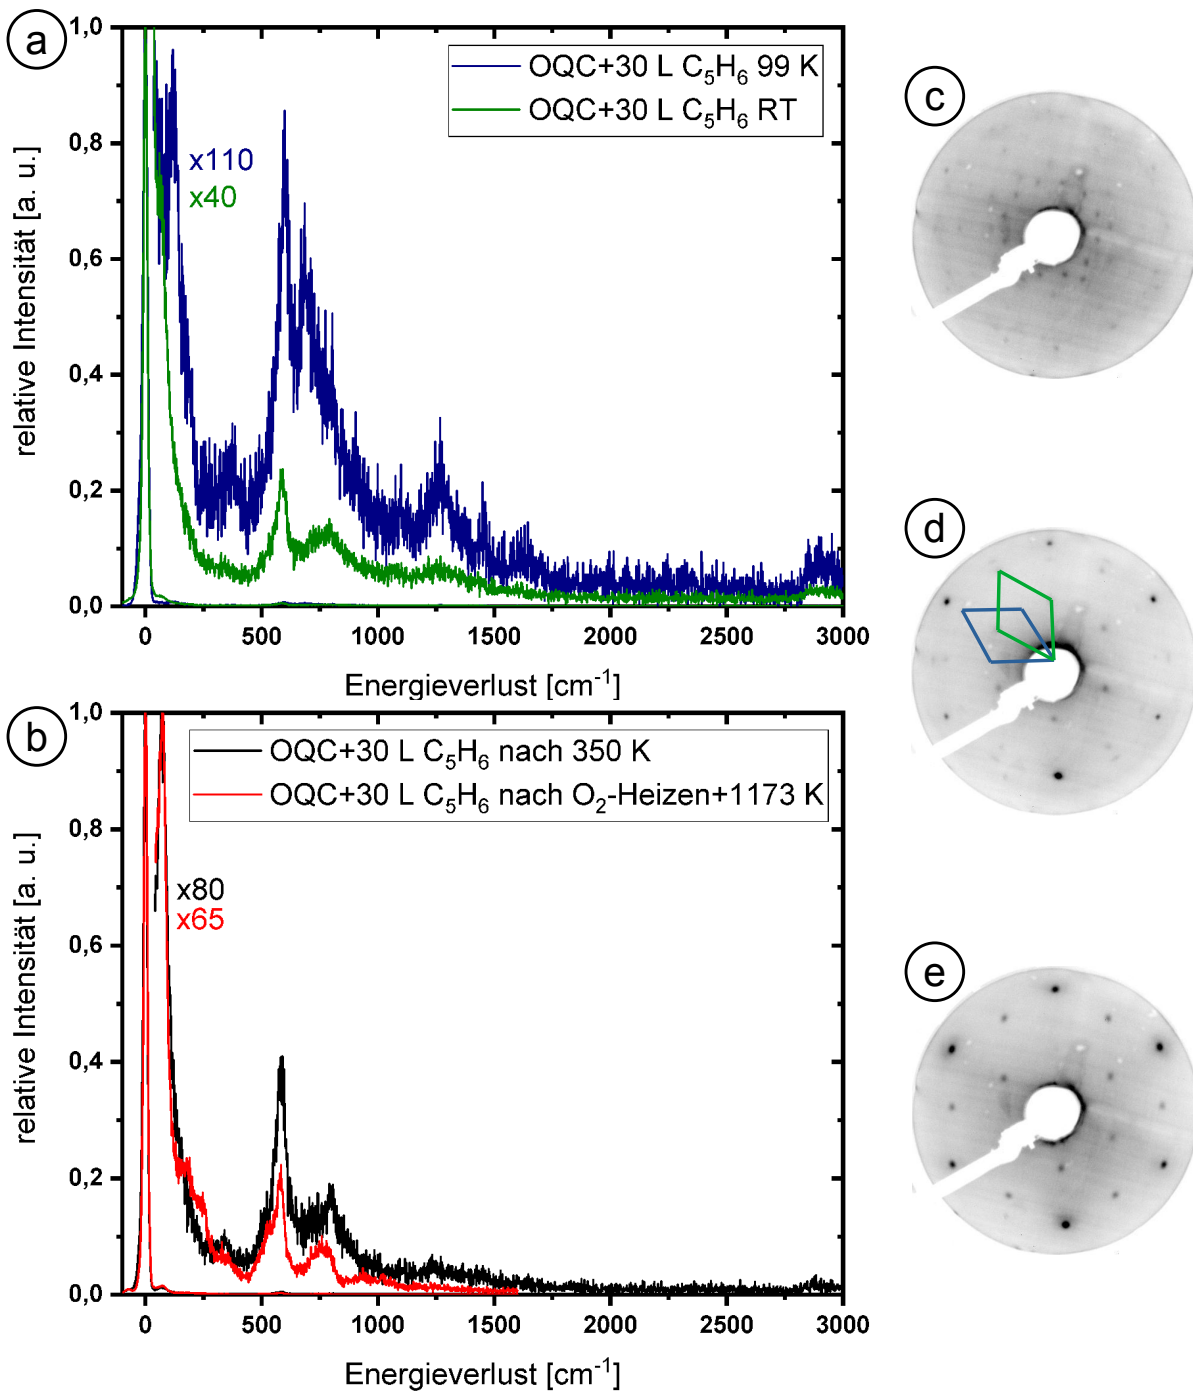 a
1,0
0,8
0,6
0,4
0,2
0,0
relative Intensität [a. u.]
OQC+30 L C₅H₆ 99 K
OQC+30 L C₅H₆ RT
x110
x40
0 500 1000 1500 2000 2500 3000
Energieverlust [cm⁻¹]
b
1,0
0,8
0,6
0,4
0,2
0,0
relative Intensität [a. u.]
OQC+30 L C₅H₆ nach 350 K
OQC+30 L C₅H₆ nach O₂-Heizen+1173 K
x80
x65
0 500 1000 1500 2000 2500 3000
Energieverlust [cm⁻¹]
c
d
e